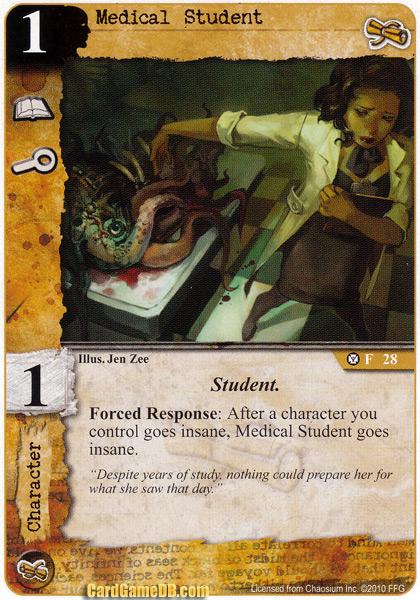 1
Medical Student
Illus. Jen Zee
F 28
1
Student.
Forced Response: After a character you
control goes insane, Medical Student goes
insane.
“Despite years of study, nothing could prepare her for
what she saw that day.”
Character
CardGameDB.com
Licensed from Chaosium Inc. ©2010 FFG